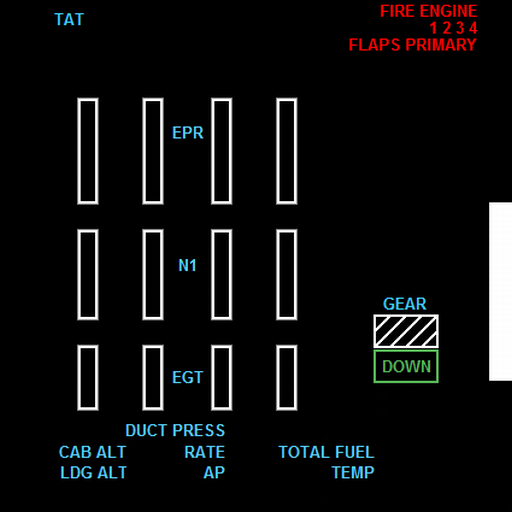 TAT
FIRE ENGINE
1 2 3 4
FLAPS PRIMARY
EPR
N1
GEAR
DOWN
EGT
DUCT PRESS
CAB ALT RATE TOTAL FUEL
LDG ALT AP TEMP